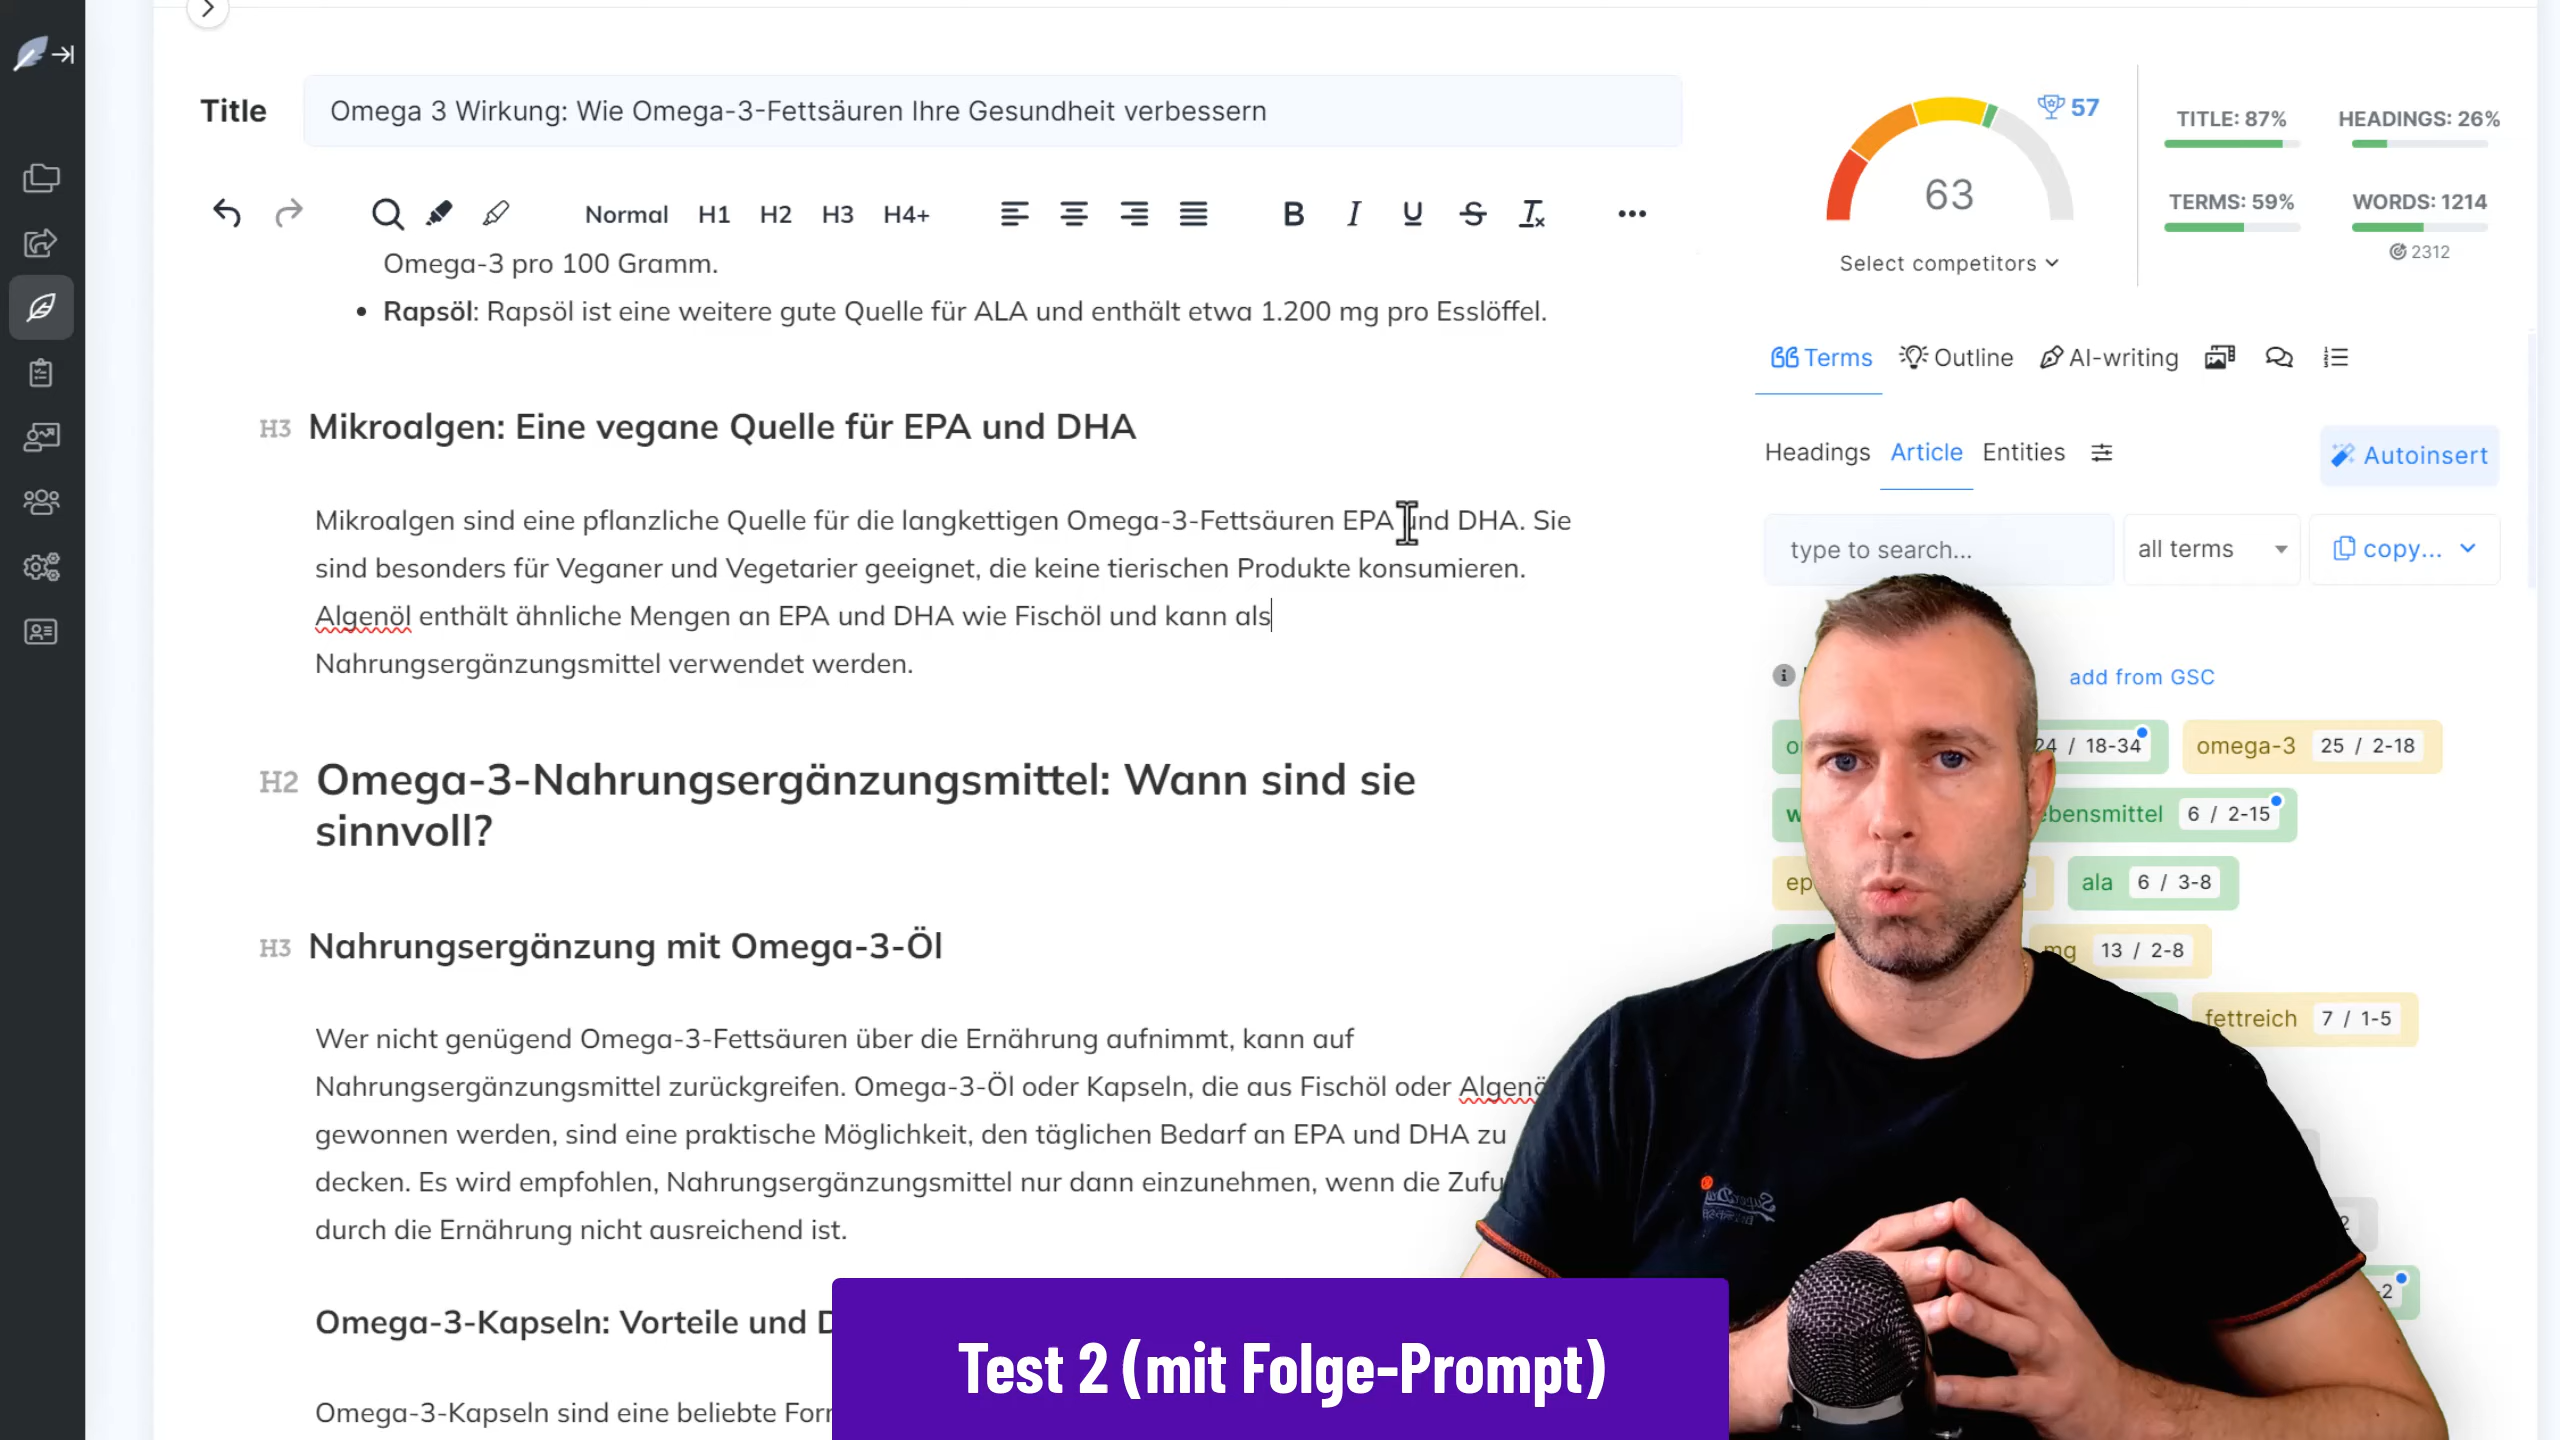 Title
Omega 3 Wirkung: Wie Omega-3-Fettsäuren Ihre Gesundheit verbessern
Normal H1 H2 H3 H4+
B I U S
Omega-3 pro 100 Gramm.
• Rapsöl: Rapsöl ist eine weitere gute Quelle für ALA und enthält etwa 1.200 mg pro Esslöffel.
H3 Mikroalgen: Eine vegane Quelle für EPA und DHA
Mikroalgen sind eine pflanzliche Quelle für die langkettigen Omega-3-Fettsäuren EPA und DHA. Sie
sind besonders für Veganer und Vegetarier geeignet, die keine tierischen Produkte konsumieren.
Algenöl enthält ähnliche Mengen an EPA und DHA wie Fischöl und kann als
Nahrungsergänzungsmittel verwendet werden.
H2 Omega-3-Nahrungsergänzungsmittel: Wann sind sie
sinnvoll?
H3 Nahrungsergänzung mit Omega-3-Öl
Wer nicht genügend Omega-3-Fettsäuren über die Ernährung aufnimmt, kann auf
Nahrungsergänzungsmittel zurückgreifen. Omega-3-Öl oder Kapseln, die aus Fischöl oder Algenö
gewonnen werden, sind eine praktische Möglichkeit, den täglichen Bedarf an EPA und DHA zu
decken. Es wird empfohlen, Nahrungsergänzungsmittel nur dann einzunehmen, wenn die Zufu
durch die Ernährung nicht ausreichend ist.
Omega-3-Kapseln: Vorteile und D
Omega-3-Kapseln sind eine beliebte For
Test 2 (mit Folge-Prompt)
57
63
Select competitors
TITLE: 87%
HEADINGS: 26%
TERMS: 59%
WORDS: 1214
2312
Terms Outline AI-writing
Headings Article Entities
Autoinsert
type to search...
all terms
copy...
add from GSC
24 / 18-34
omega-3 25 / 2-18
ebensmittel 6 / 2-15
ep
ala 6 / 3-8
mg 13 / 2-8
fettreich 7 / 1-5